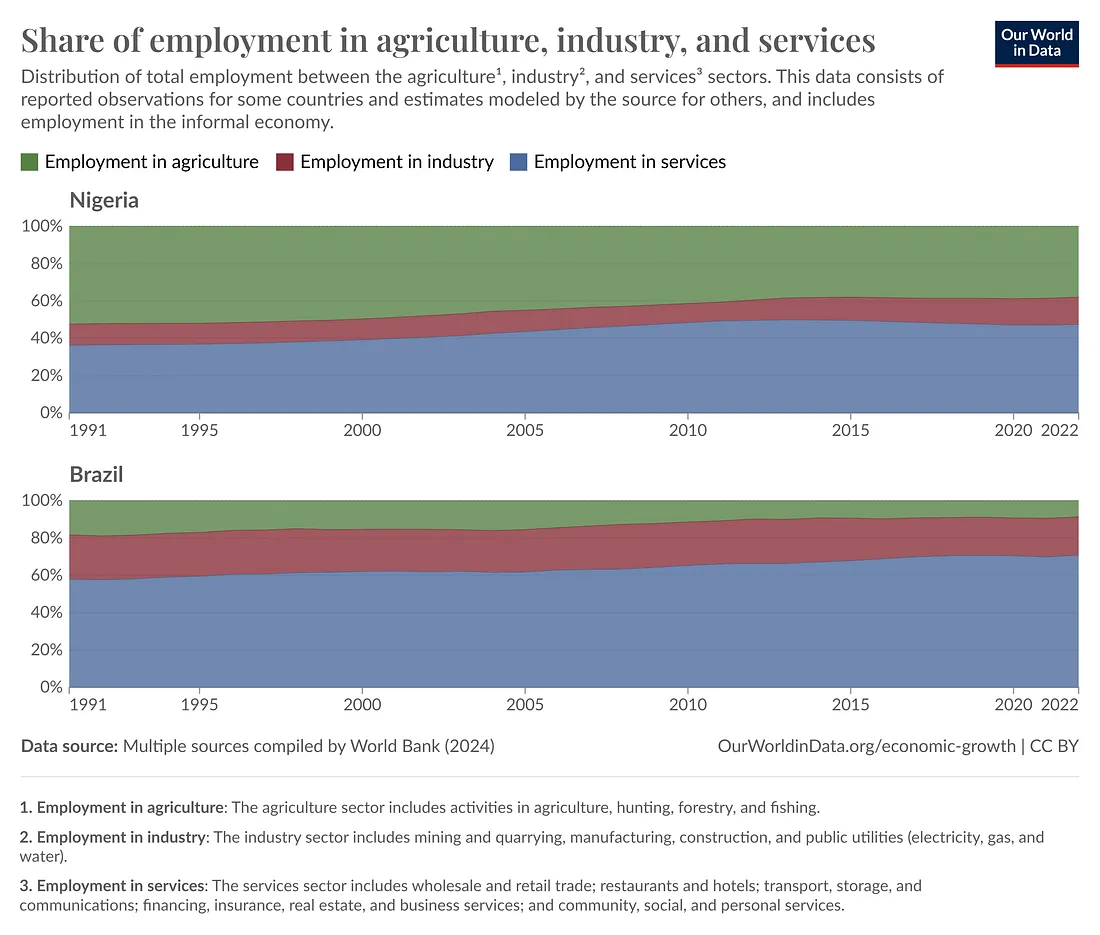 Share of employment in agriculture, industry, and services
Our World
in Data
Distribution of total employment between the agriculture¹, industry², and services³ sectors. This data consists of
reported observations for some countries and estimates modeled by the source for others, and includes
employment in the informal economy.
Employment in agriculture Employment in industry Employment in services
Nigeria
100%
80%
60%
40%
20%
0%
1991 1995 2000 2005 2010 2015 2020 2022
Brazil
100%
80%
60%
40%
20%
0%
1991 1995 2000 2005 2010 2015 2020 2022
Data source: Multiple sources compiled by World Bank (2024)
OurWorldinData.org/economic-growth | CC BY
1. Employment in agriculture: The agriculture sector includes activities in agriculture, hunting, forestry, and fishing.
2. Employment in industry: The industry sector includes mining and quarrying, manufacturing, construction, and public utilities (electricity, gas, and
water).
3. Employment in services: The services sector includes wholesale and retail trade; restaurants and hotels; transport, storage, and
communications; financing, insurance, real estate, and business services; and community, social, and personal services.